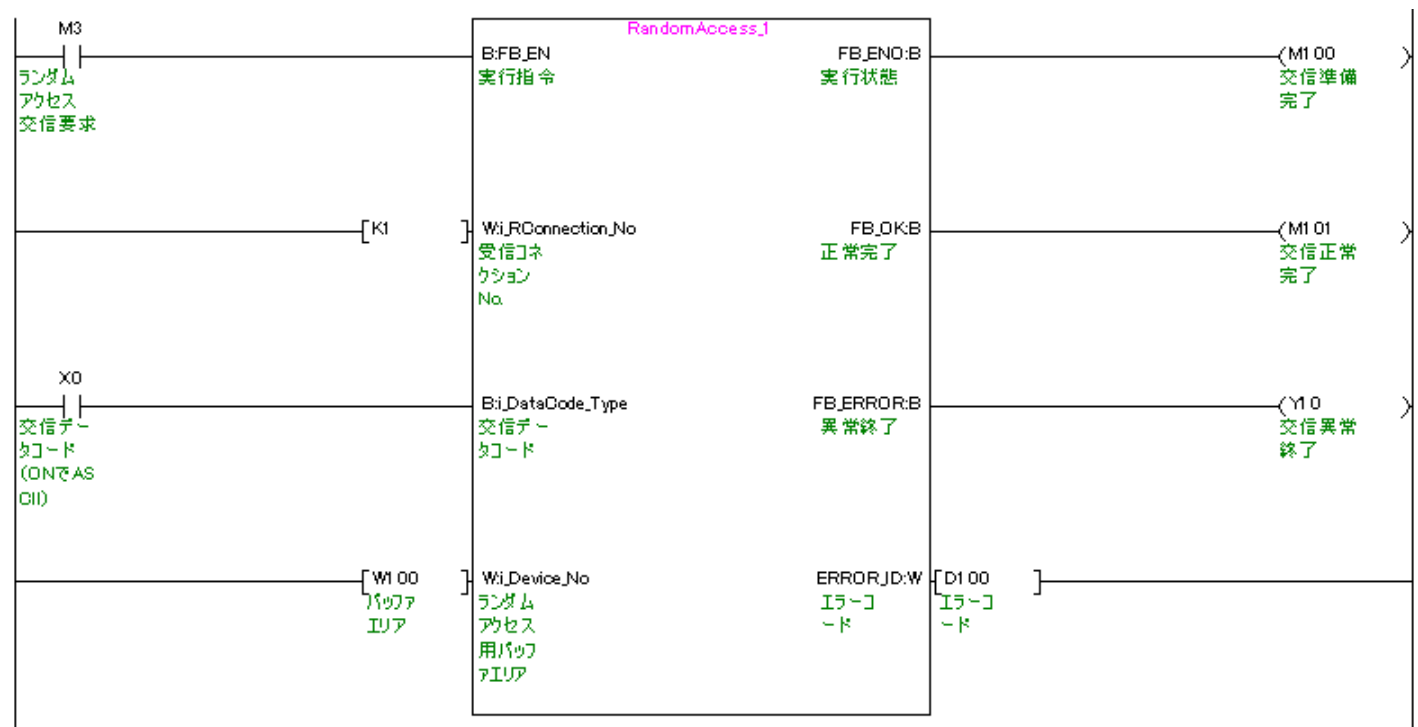 RandomAccess_1
M3
B:FB_EN
FB_ENO:B
M100
ランダム
アクセス
交信要求
実行指令
実行状態
交信準備
完了
K1
W:i_RConnection_No
FB_OK:B
M101
受信コネ
クション
No.
正常完了
交信正常
完了
X0
B:i_DataCode_Type
FB_ERROR:B
Y10
交信デー
タコード
(ONでAS
CII)
交信デー
タコード
異常終了
交信異常
終了
W100
W:i_Device_No
ERROR_ID:W
D100
バッファ
エリア
ランダム
アクセス
用バッフ
ァエリア
エラーコ
ード
エラーコ
ード